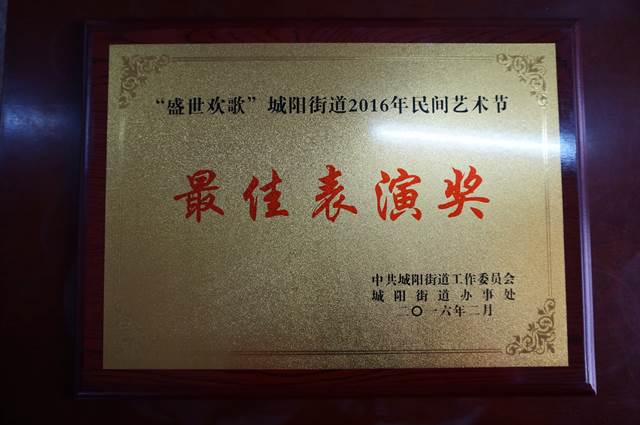 “盛世欢歌”城阳街道2016年民间艺术节
最佳表演奖
中共城阳街道工作委员会
城阳街道办事处
二〇一六年二月